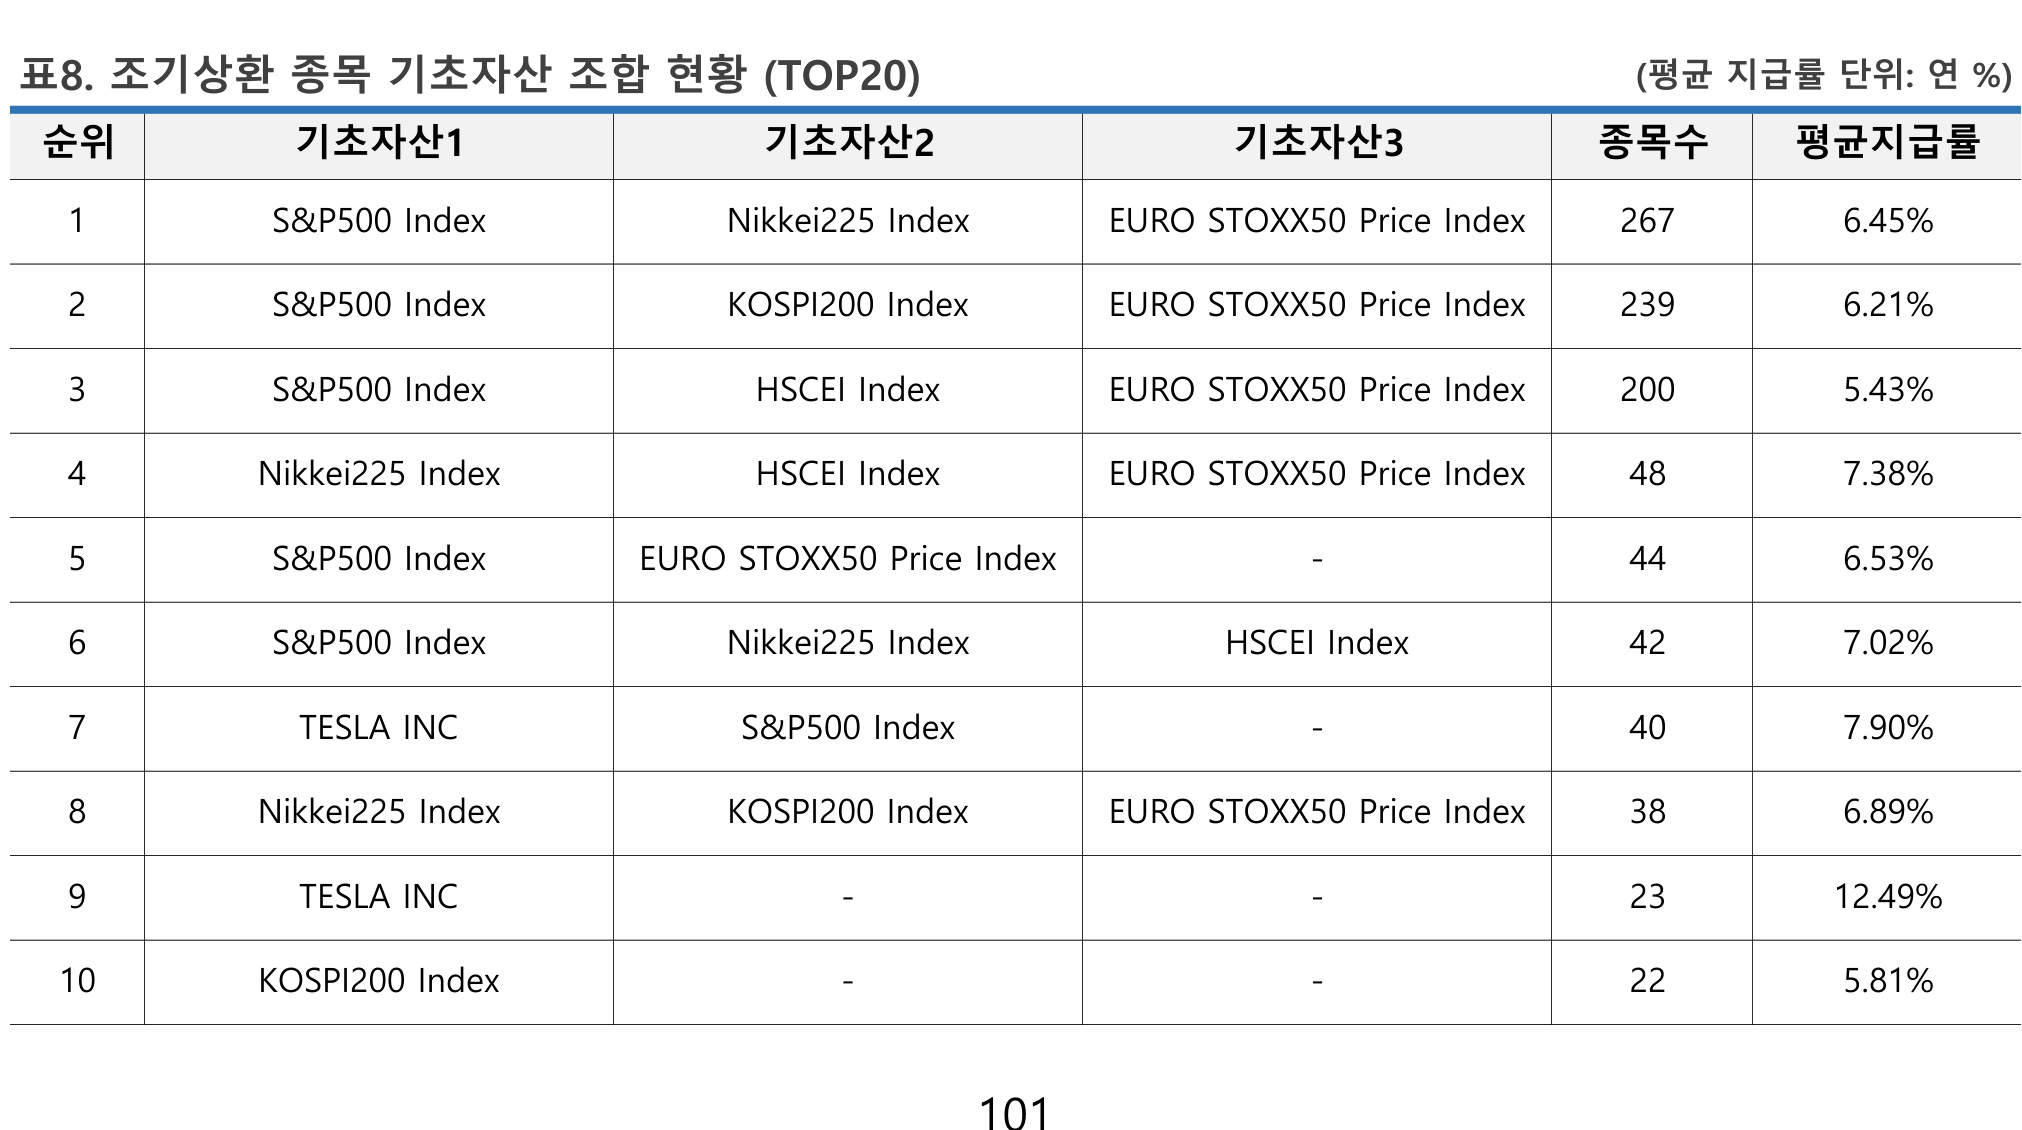 표8. 조기상환 종목 기초자산 조합 현황 (TOP20) (평균 지급률 단위: 연 %)
순위 기초자산1 기초자산2 기초자산3 종목수 평균지급률
1 S&P500 Index Nikkei225 Index EURO STOXX50 Price Index 267 6.45%
2 S&P500 Index KOSPI200 Index EURO STOXX50 Price Index 239 6.21%
3 S&P500 Index HSCEI Index EURO STOXX50 Price Index 200 5.43%
4 Nikkei225 Index HSCEI Index EURO STOXX50 Price Index 48 7.38%
5 S&P500 Index EURO STOXX50 Price Index - 44 6.53%
6 S&P500 Index Nikkei225 Index HSCEI Index 42 7.02%
7 TESLA INC S&P500 Index - 40 7.90%
8 Nikkei225 Index KOSPI200 Index EURO STOXX50 Price Index 38 6.89%
9 TESLA INC - - 23 12.49%
10 KOSPI200 Index - - 22 5.81%
101